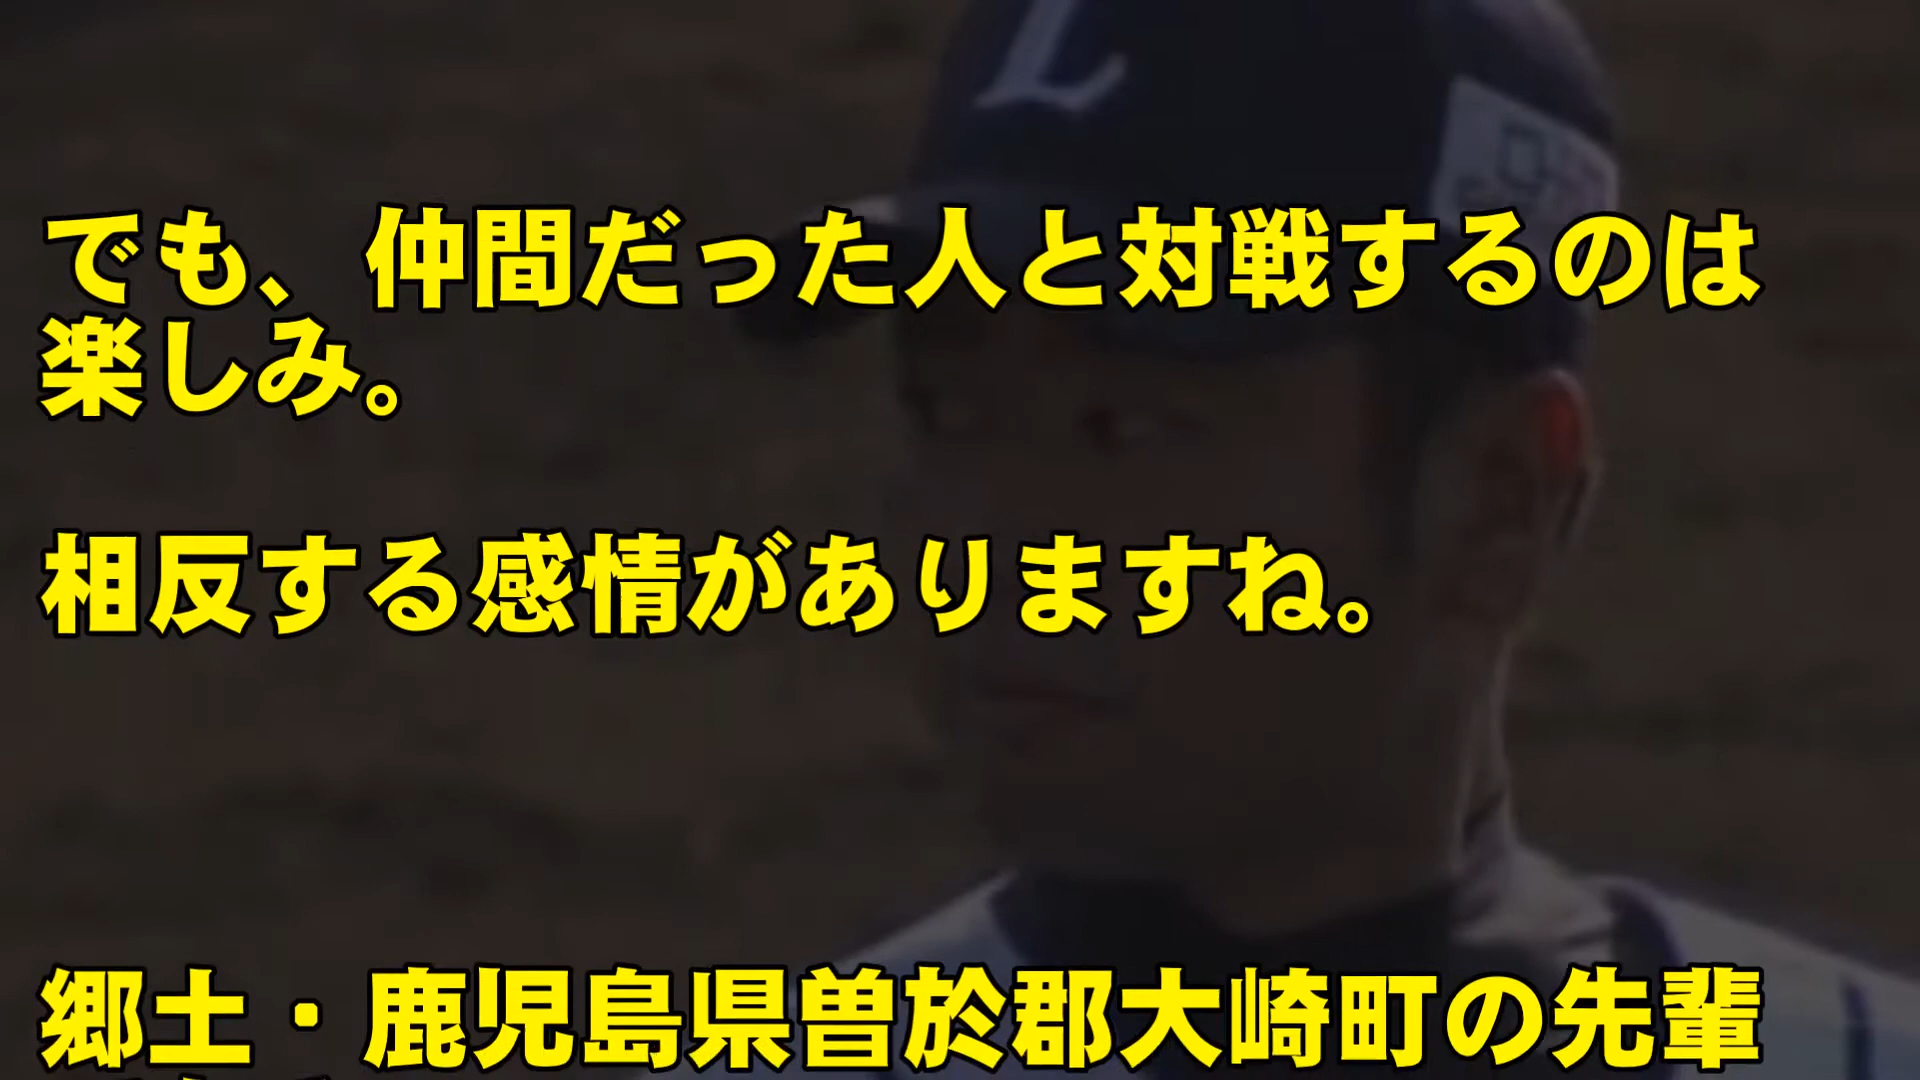 L
でも、仲間だった人と対戦するのは
楽しみ。
相反する感情がありますね。
郷土・鹿児島県曽於郡大崎町の先輩